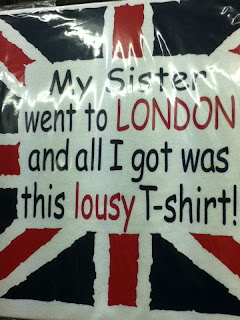 My Sister
went to LONDON
and all I got was
this lousy T-shirt!